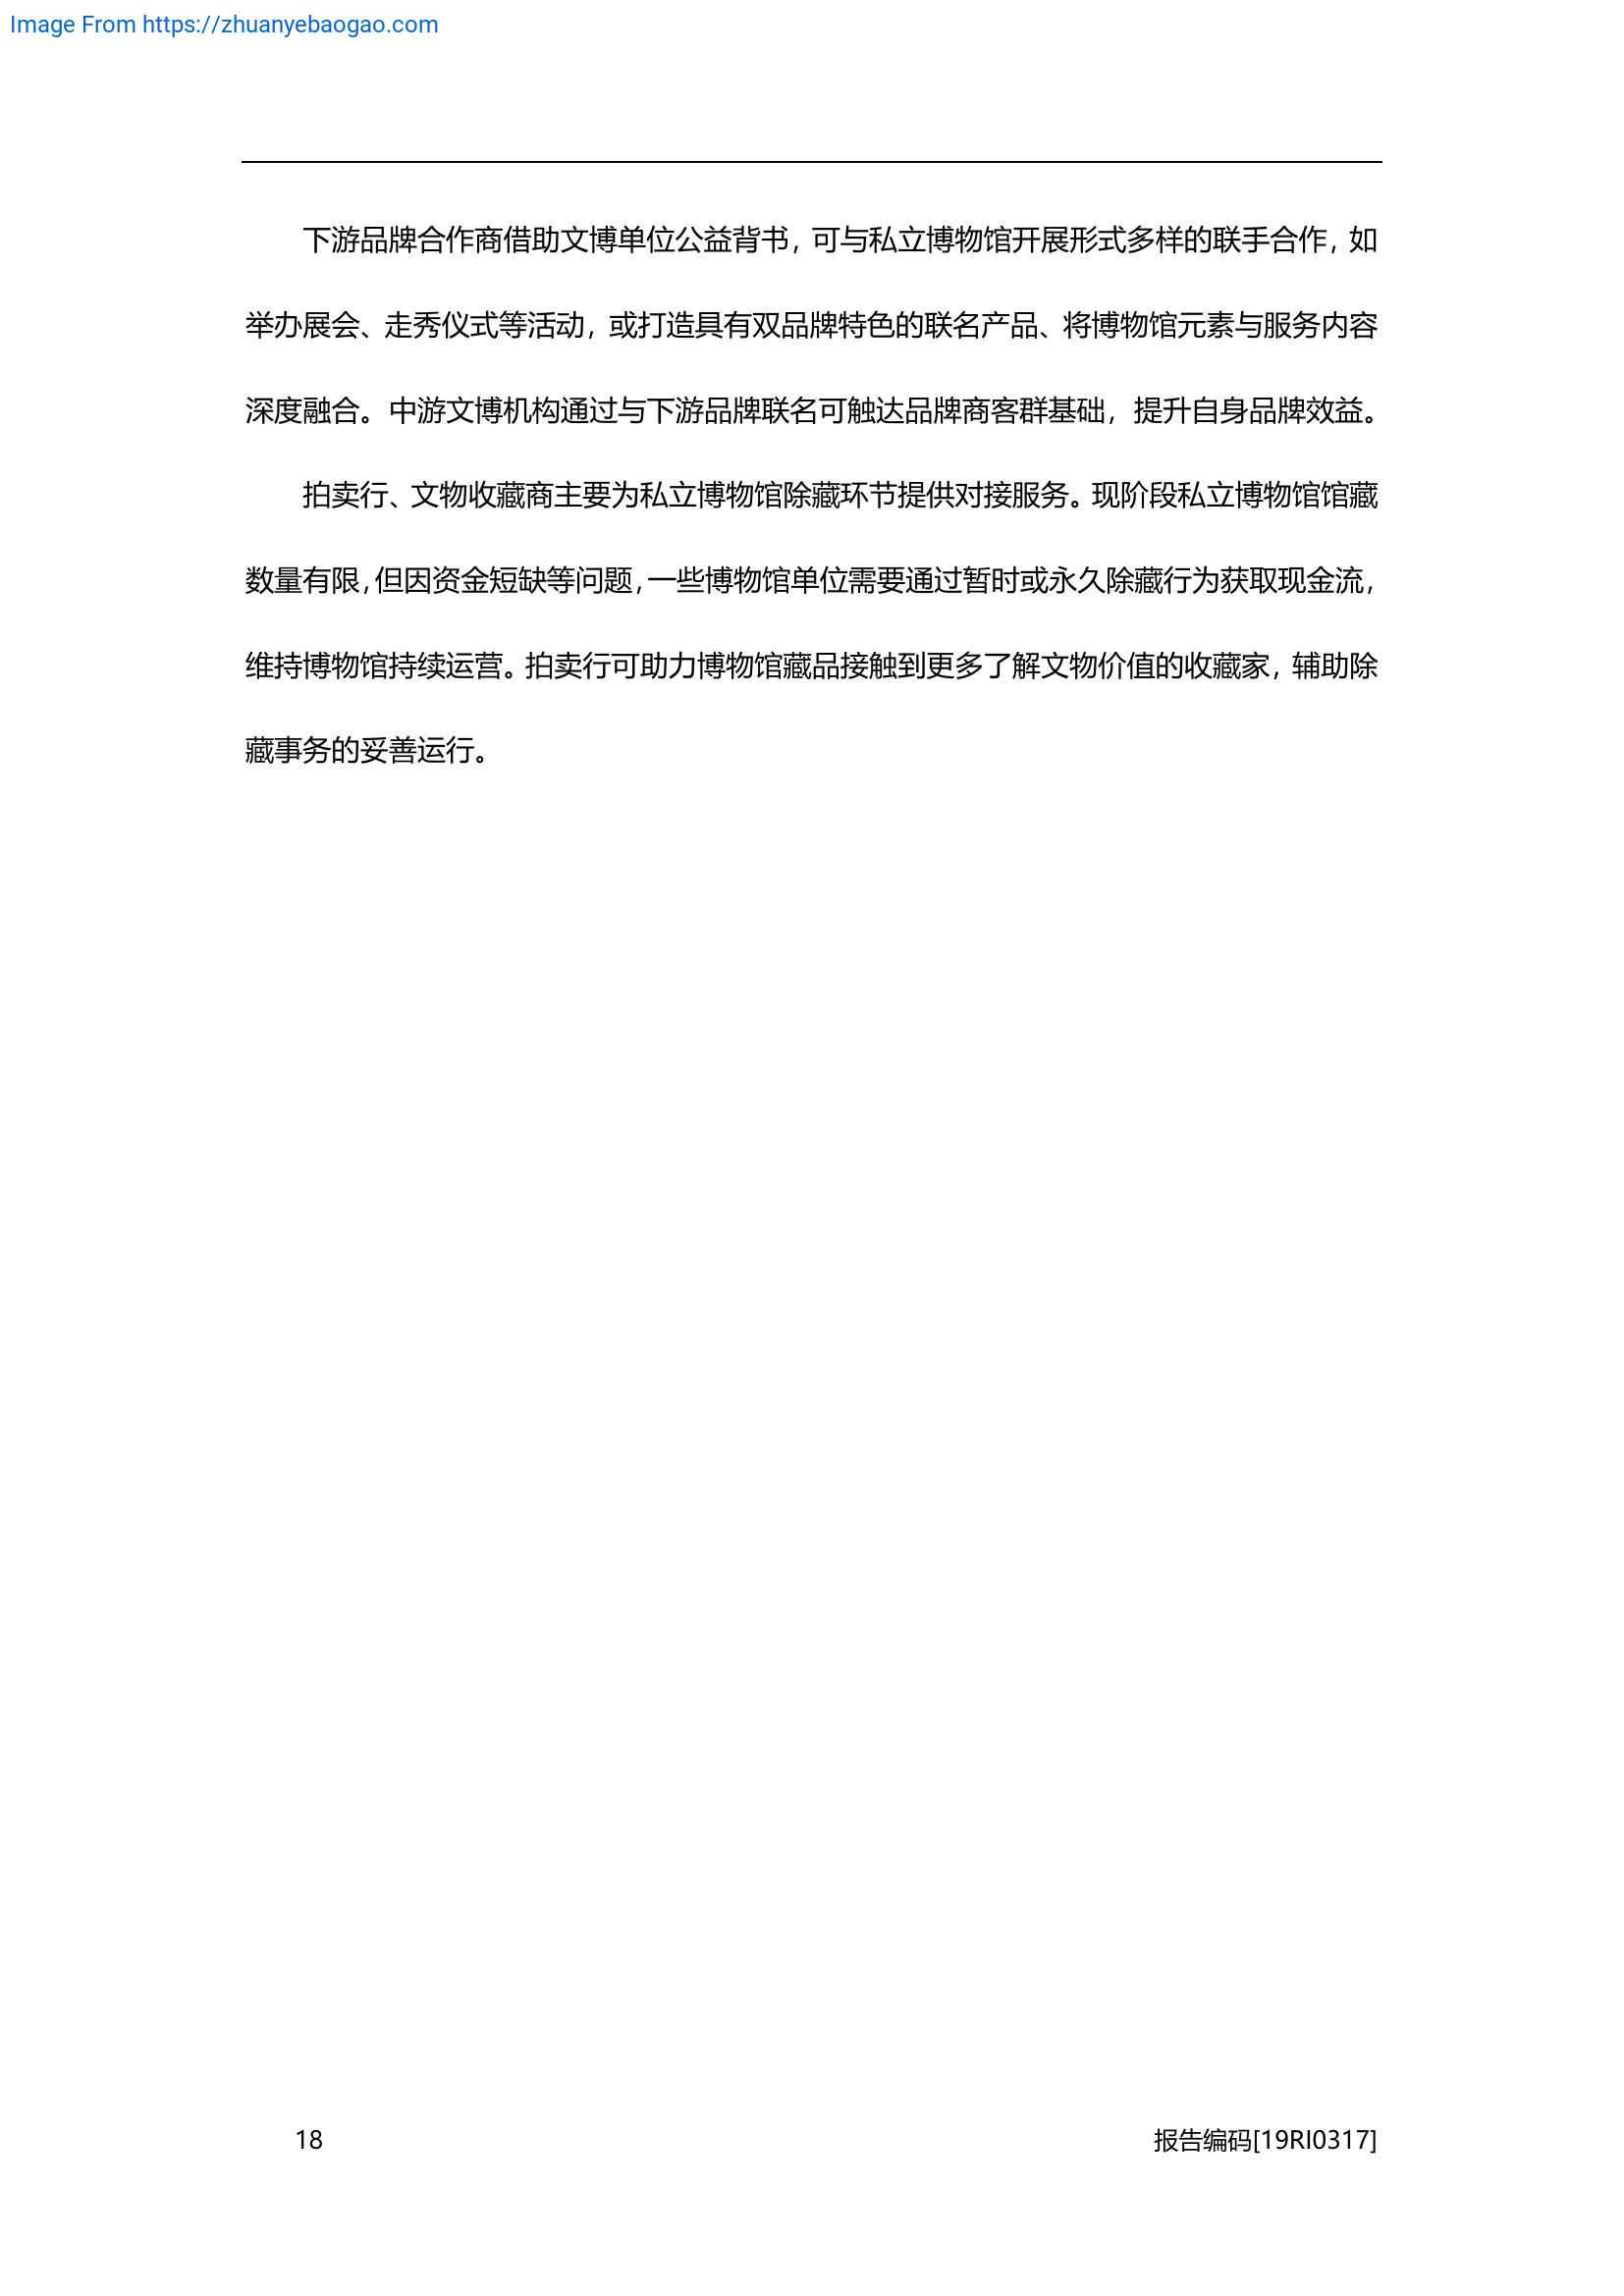 Image From https://zhuanyebaogao.com
下游品牌合作商借助文博单位公益背书，可与私立博物馆开展形式多样的联手合作，如
举办展会、走秀仪式等活动，或打造具有双品牌特色的联名产品、将博物馆元素与服务内容
深度融合。中游文博机构通过与下游品牌联名可触达品牌商客群基础，提升自身品牌效益。
拍卖行、文物收藏商主要为私立博物馆除藏环节提供对接服务。现阶段私立博物馆馆藏
数量有限，但因资金短缺等问题，一些博物馆单位需要通过暂时或永久除藏行为获取现金流，
维持博物馆持续运营。拍卖行可助力博物馆藏品接触到更多了解文物价值的收藏家，辅助除
藏事务的妥善运行。
18
报告编码[19RI0317]